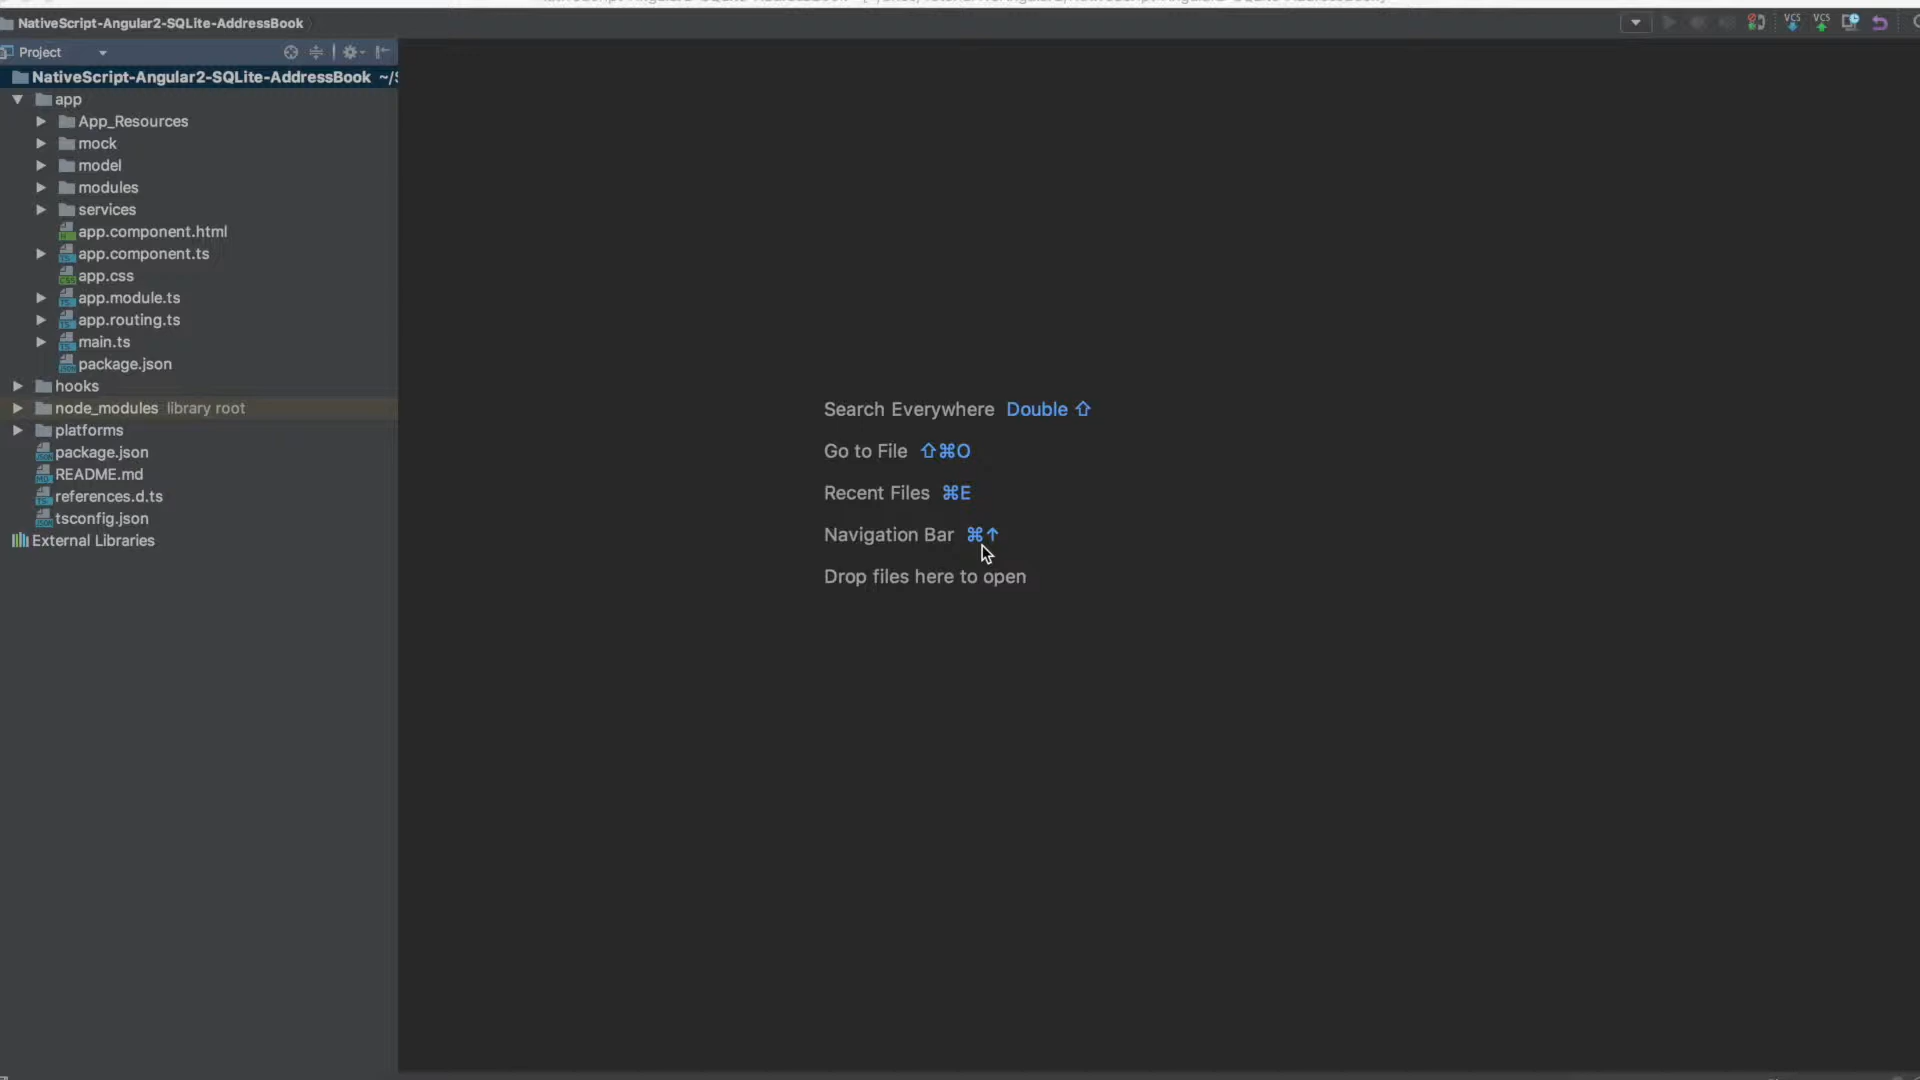 NativeScript-Angular2-SQLite-AddressBook
VCS VCS
Project
NativeScript-Angular2-SQLite-AddressBook ~/S
app
App_Resources
mock
model
modules
services
app.component.html
app.component.ts
app.css
app.module.ts
app.routing.ts
main.ts
package.json
hooks
node_modules library root
platforms
package.json
README.md
references.d.ts
tsconfig.json
External Libraries
Search Everywhere Double ⇧
Go to File ⇧⌘O
Recent Files ⌘E
Navigation Bar ⌘↑
Drop files here to open